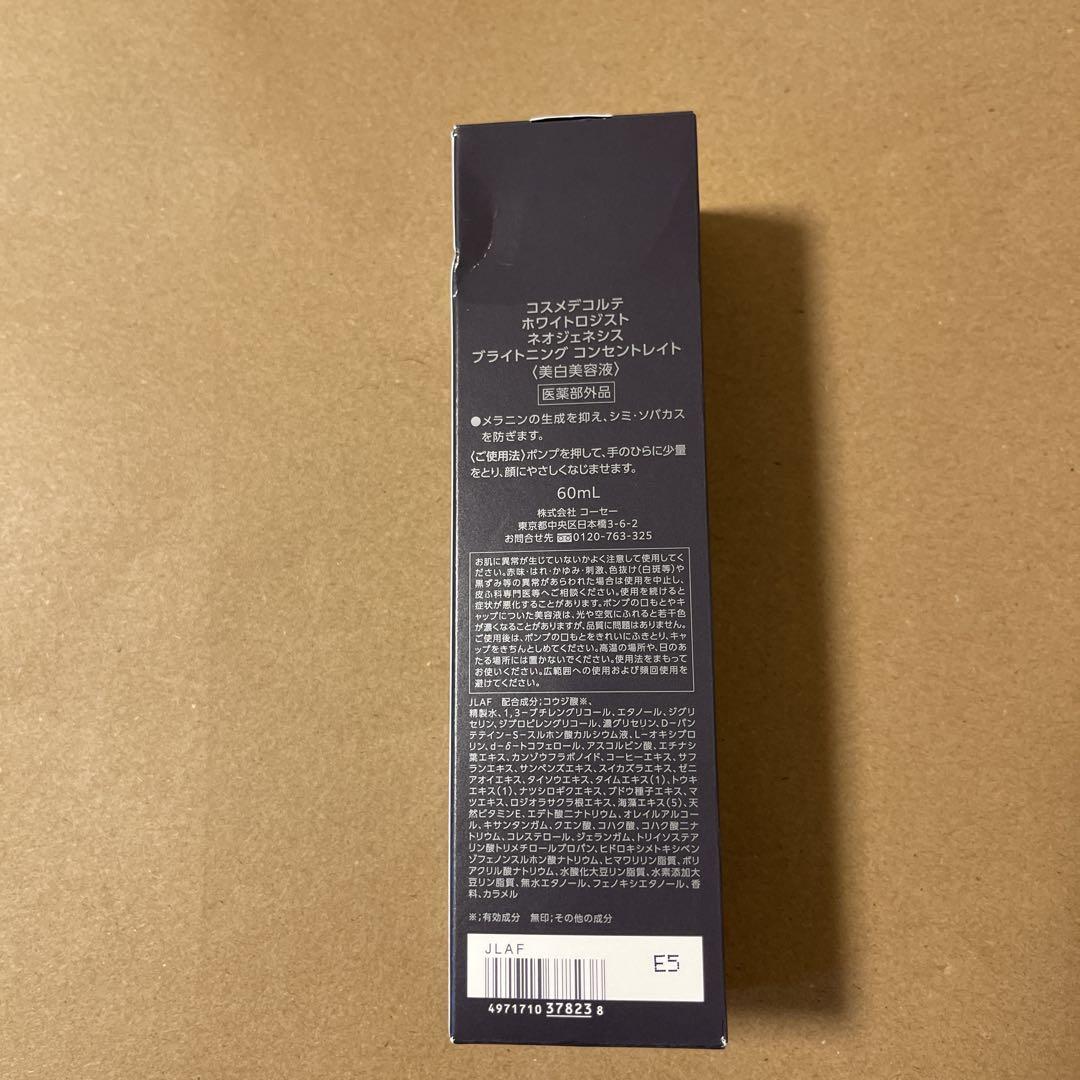 コスメデコルテ
ホワイトロジスト
ネオジェネシス
ブライトニング コンセントレイト
〈美白美容液〉
医薬部外品
●メラニンの生成を抑え、シミ・ソバカス
を防ぎます。
〈ご使用法〉ポンプを押して、手のひらに少量
をとり、顔にやさしくなじませます。
60mL
株式会社 コーセー
東京都中央区日本橋3-6-2
お問合せ先 0120-763-325
お肌に異常が生じていないかよく注意して使用してく
ださい。赤味・はれ・かゆみ・刺激、色抜け(白斑等)や
黒ずみ等の異常があらわれた場合は使用を中止し、
皮ふ科専門医等へご相談ください。使用を続けると
症状が悪化することがあります。ポンプの口もとやキ
ャップについた美容液は、光や空気にふれると若干色
が濃くなることがありますが、品質に問題はありません。
ご使用後は、ポンプの口もとをきれいにふきとり、キャ
ップをきちんとしめてください。高温の場所や、日のあ
たる場所には置かないでください。使用法をまもって
お使いください。広範囲への使用および頻回使用を
避けてください。
JLAF 配合成分;コウジ酸※、
精製水、1,3-ブチレングリコール、エタノール、ジグリ
セリン、ジプロピレングリコール、濃グリセリン、D-パン
テテイン-S-スルホン酸カルシウム液、L-オキシプロ
リン、d-δ-トコフェロール、アスコルビン酸、エチナシ
葉エキス、カンゾウフラボノイド、コーヒーエキス、サフ
ランエキス、サンペンズエキス、スイカズラエキス、ゼニ
アオイエキス、タイソウエキス、タイムエキス(1)、トウキ
エキス(1)、ナツシロギクエキス、ブドウ種子エキス、マ
ツエキス、ロジオラサクラ根エキス、海藻エキス(5)、天
然ビタミンE、エデト酸二ナトリウム、オレイルアルコー
ル、キサンタンガム、クエン酸、コハク酸、コハク酸二ナ
トリウム、コレステロール、ジェランガム、トリイソステア
リン酸トリメチロールプロパン、ヒドロキシメトキシベン
ゾフェノンスルホン酸ナトリウム、ヒマワリリン脂質、ポリ
アクリル酸ナトリウム、水酸化大豆リン脂質、水素添加大
豆リン脂質、無水エタノール、フェノキシエタノール、香
料、カラメル
※;有効成分 無印;その他の成分
JLAF
E5
4971710 37823 8